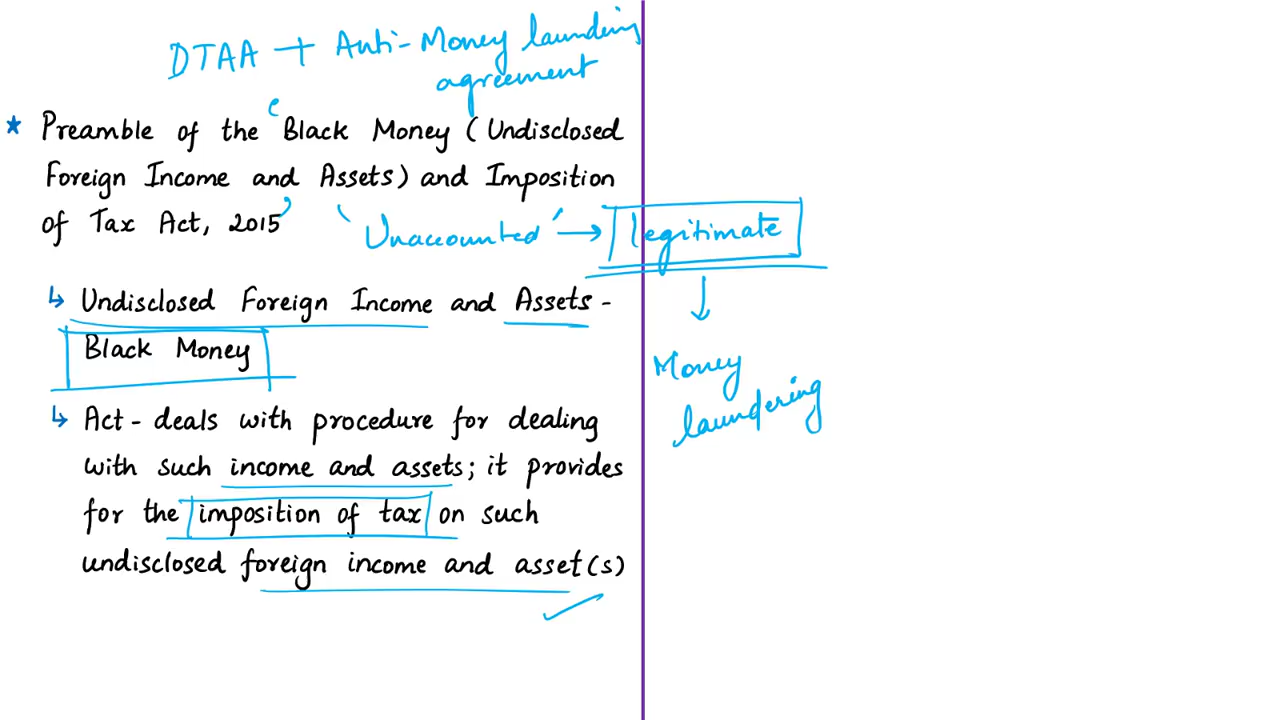 DTAA + Anti-Money laundering
agreement
★ Preamble of the "Black Money (Undisclosed
Foreign Income and Assets) and Imposition
of Tax Act, 2015"
"Unaccounted" → legitimate
↓
Money
laundering
↳ Undisclosed Foreign Income and Assets -
Black Money
↳ Act - deals with procedure for dealing
with such income and assets; it provides
for the imposition of tax on such
undisclosed foreign income and asset(s)